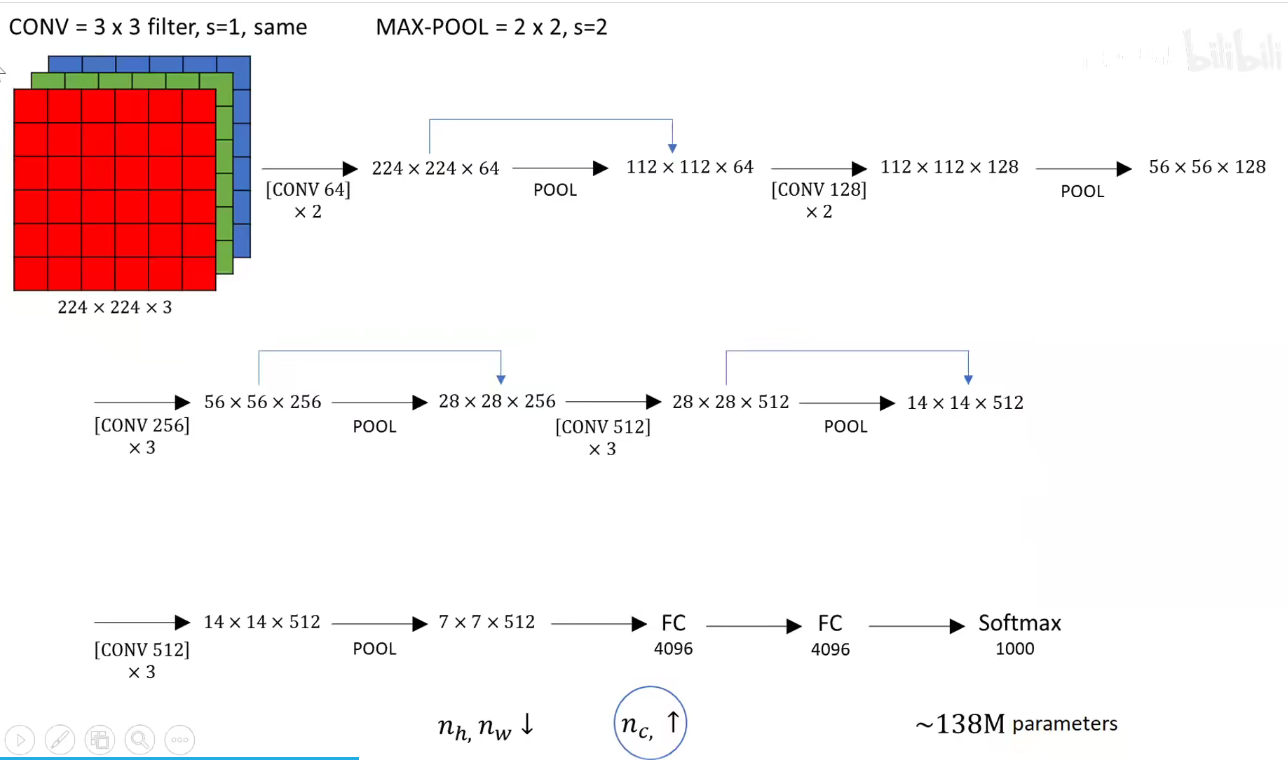 CONV = 3 x 3 filter, s=1, same
MAX-POOL = 2 x 2, s=2
bilibili
224 × 224 × 3
[CONV 64]
× 2
224 × 224 × 64
POOL
112 × 112 × 64
[CONV 128]
× 2
112 × 112 × 128
POOL
56 × 56 × 128
[CONV 256]
× 3
56 × 56 × 256
POOL
28 × 28 × 256
[CONV 512]
× 3
28 × 28 × 512
POOL
14 × 14 × 512
[CONV 512]
× 3
14 × 14 × 512
POOL
7 × 7 × 512
FC
4096
FC
4096
Softmax
1000
n_h, n_w ↓
n_c, ↑
~138M parameters